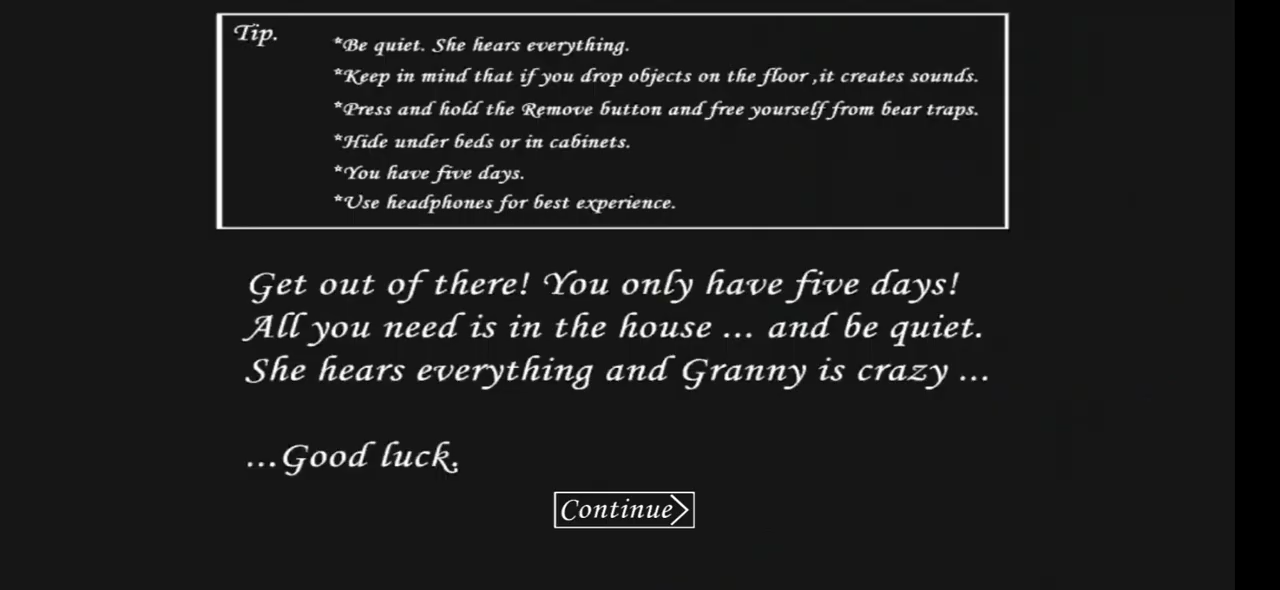 Tip.
*Be quiet. She hears everything.
*Keep in mind that if you drop objects on the floor ,it creates sounds.
*Press and hold the Remove button and free yourself from bear traps.
*Hide under beds or in cabinets.
*You have five days.
*Use headphones for best experience.
Get out of there! You only have five days!
All you need is in the house ... and be quiet.
She hears everything and Granny is crazy ...
...Good luck.
Continue>